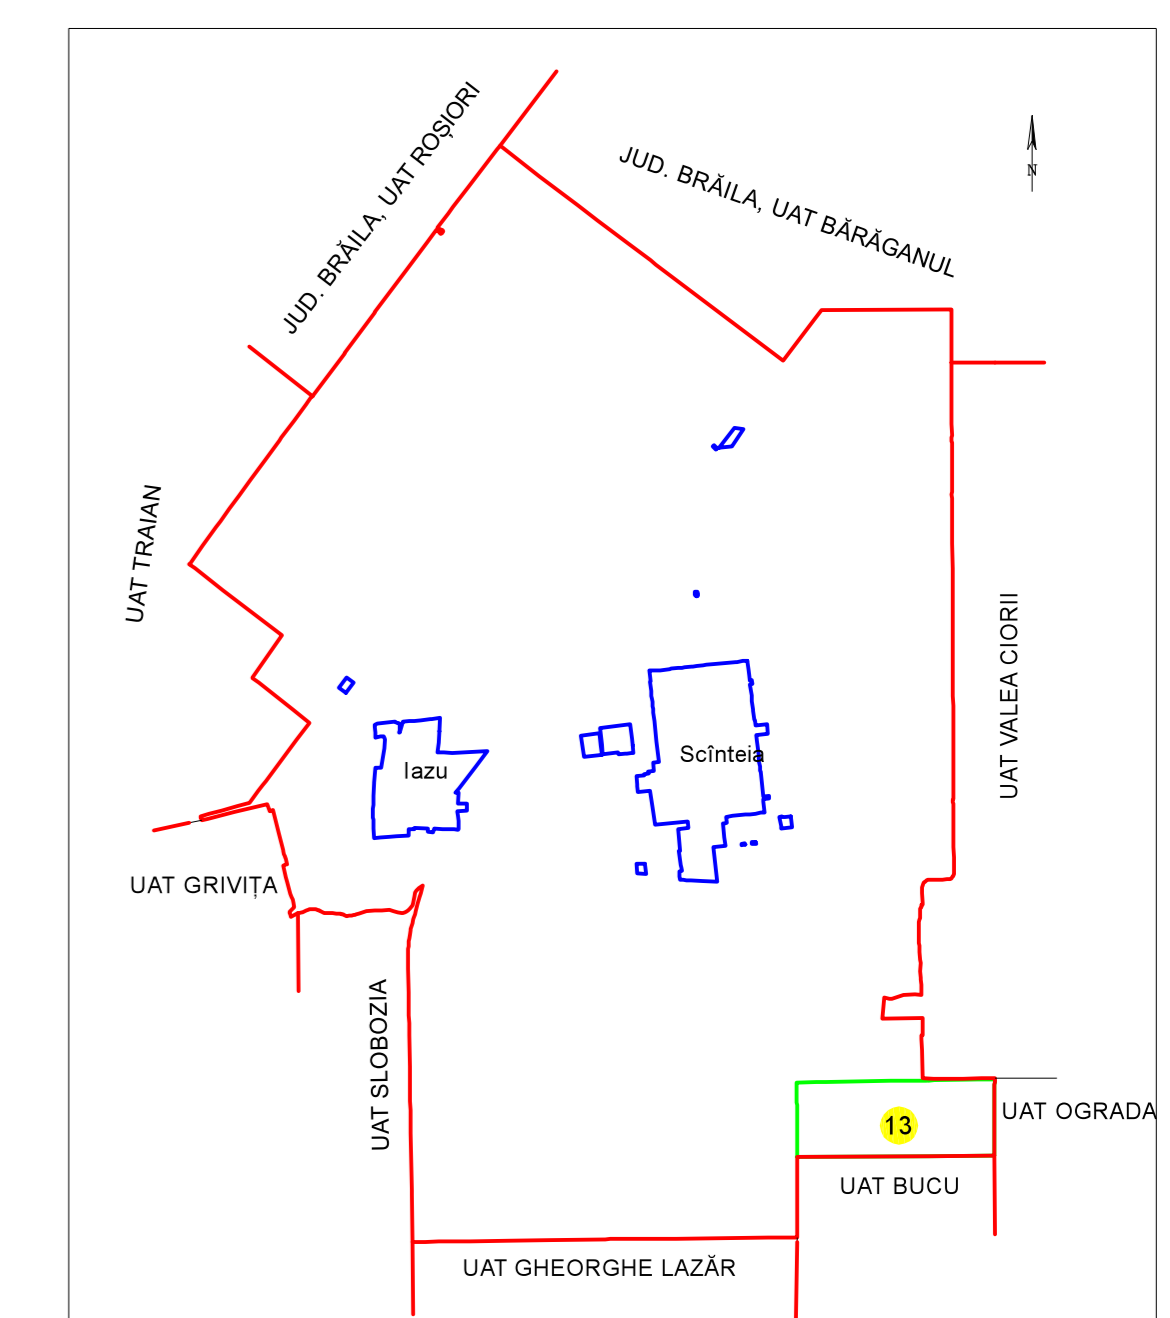 JUD. BRĂILA, UAT ROȘIORI
JUD. BRĂILA, UAT BĂRĂGANUL
N
UAT TRAIAN
UAT VALEA CIORII
Scînteia
Iazu
UAT GRIVIȚA
UAT SLOBOZIA
UAT OGRADA
13
UAT BUCU
UAT GHEORGHE LAZĂR